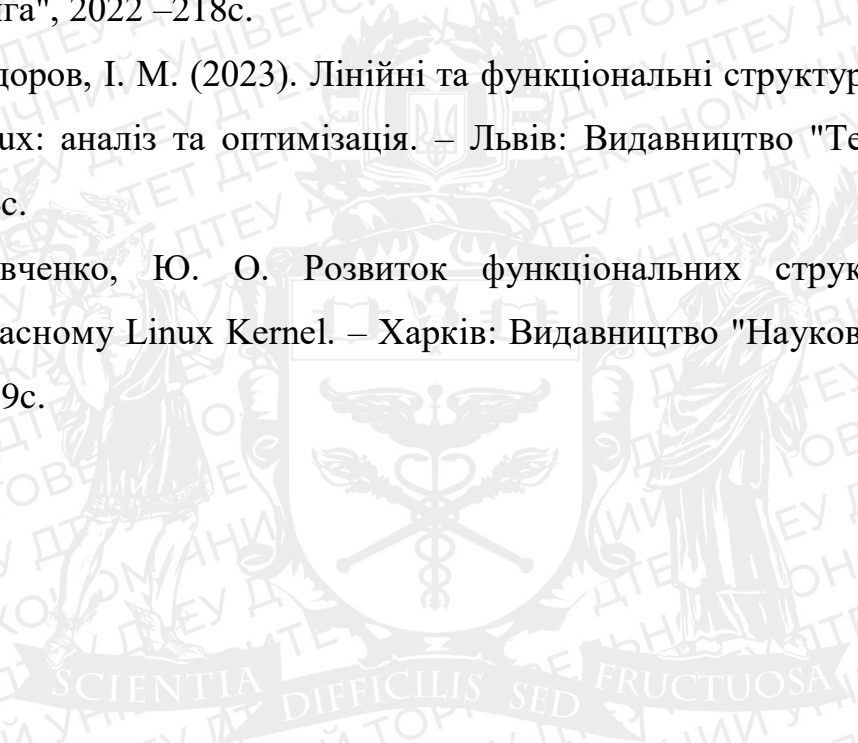 ига", 2022 –218с.
доров, І. М. (2023). Лінійні та функціональні структур
ux: аналіз та оптимізація. – Львів: Видавництво "Те
с.
вченко, Ю. О. Розвиток функціональних струк
асному Linux Kernel. – Харків: Видавництво "Науков
9с.
SCIENTIA DIFFICILIS SED FRUCTUOSA